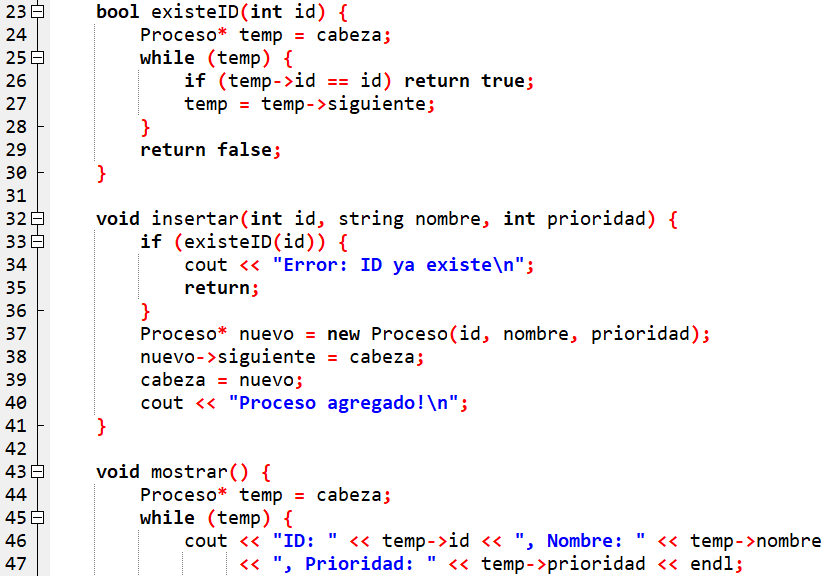 23 bool existeID(int id) {
24 Proceso* temp = cabeza;
25 while (temp) {
26 if (temp->id == id) return true;
27 temp = temp->siguiente;
28 }
29 return false;
30 }
31
32 void insertar(int id, string nombre, int prioridad) {
33 if (existeID(id)) {
34 cout << "Error: ID ya existe\n";
35 return;
36 }
37 Proceso* nuevo = new Proceso(id, nombre, prioridad);
38 nuevo->siguiente = cabeza;
39 cabeza = nuevo;
40 cout << "Proceso agregado!\n";
41 }
42
43 void mostrar() {
44 Proceso* temp = cabeza;
45 while (temp) {
46 cout << "ID: " << temp->id << ", Nombre: " << temp->nombre
47 << ", Prioridad: " << temp->prioridad << endl;